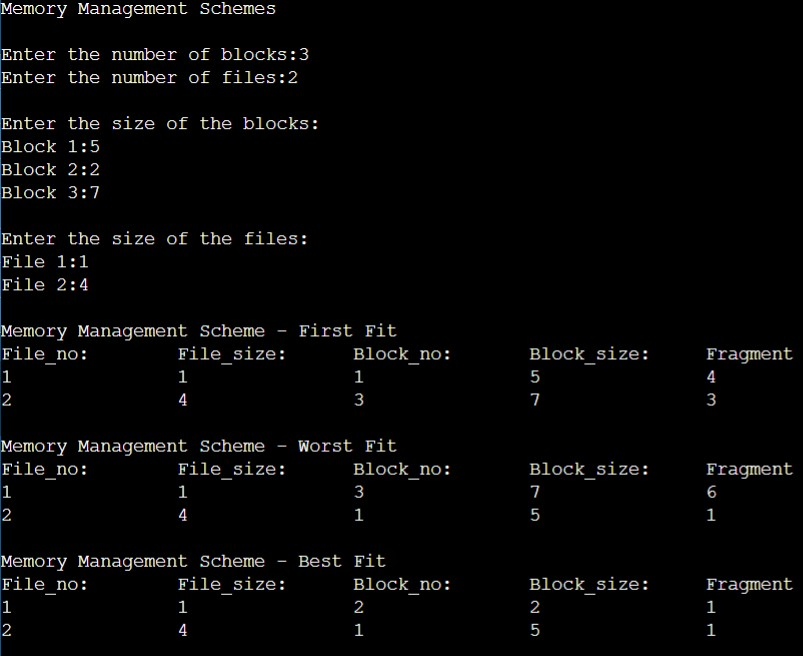 Memory Management Schemes
Enter the number of blocks:3
Enter the number of files:2
Enter the size of the blocks:
Block 1:5
Block 2:2
Block 3:7
Enter the size of the files:
File 1:1
File 2:4
Memory Management Scheme - First Fit
File_no: File_size: Block_no: Block_size: Fragment
1 1 1 5 4
2 4 3 7 3
Memory Management Scheme - Worst Fit
File_no: File_size: Block_no: Block_size: Fragment
1 1 3 7 6
2 4 1 5 1
Memory Management Scheme - Best Fit
File_no: File_size: Block_no: Block_size: Fragment
1 1 2 2 1
2 4 1 5 1